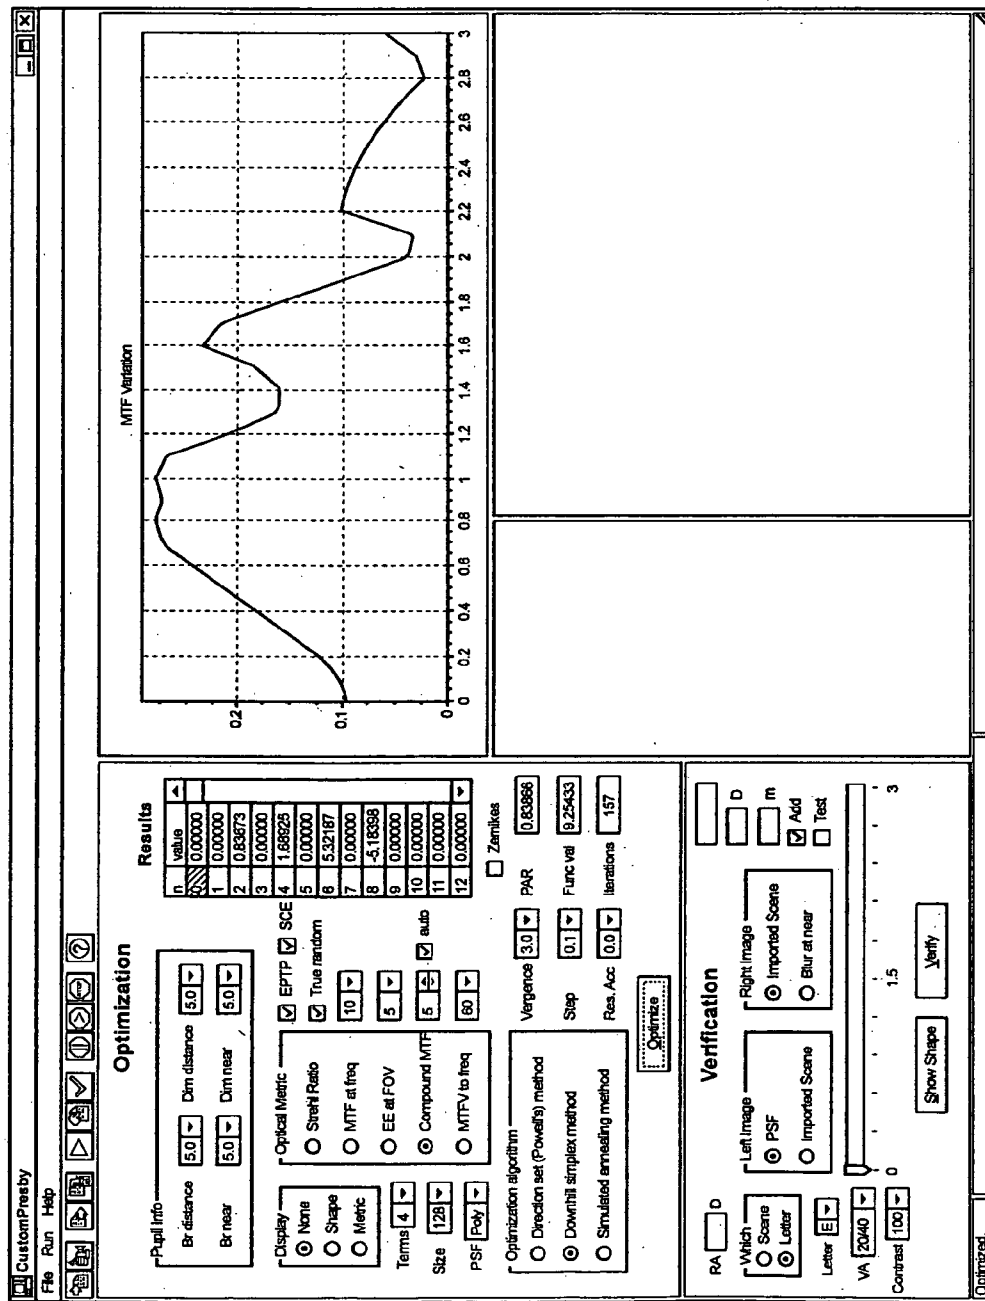 CustomPresby
File Run Help
Optimization
Pupil Info
Br distance 5.0 Dim distance 5.0
Br near 5.0 Dim near 5.0
Display
None
Shape
Metric
Terms 4
Size 128
PSF Poly
Optical Metric
Strehl Ratio
MTF at freq
EE at FOV
Compound MTF
MTFV to freq
EPTP SCE
True random
10
5
5 auto
60
Results
n value
0 0.00000
1 0.00000
2 0.83873
3 0.00000
4 1.68925
5 0.00000
6 5.32187
7 0.00000
8 -5.18398
9 0.00000
10 0.00000
11 0.00000
12 0.00000
Zernikes
Optimization algorithm
Direction set (Powell's) method
Downhill simplex method
Simulated annealing method
Vergence 3.0 PAR 0.83866
Step 0.1 Func val 9.25433
Res. Acc 0.0 Iterations 157
Optimize
Verification
RA D
Which
Scene
Letter
Letter E
VA 20/40
Contrast 100
Left Image
PSF
Imported Scene
Right Image
Imported Scene
Blur at near
D
m
Add
Test
0 1.5 3
Show Shape Verify
MTF Variation
0.2
0.1
0
0 0.2 0.4 0.6 0.8 1 1.2 1.4 1.6 1.8 2 2.2 2.4 2.6 2.8 3
Optimized